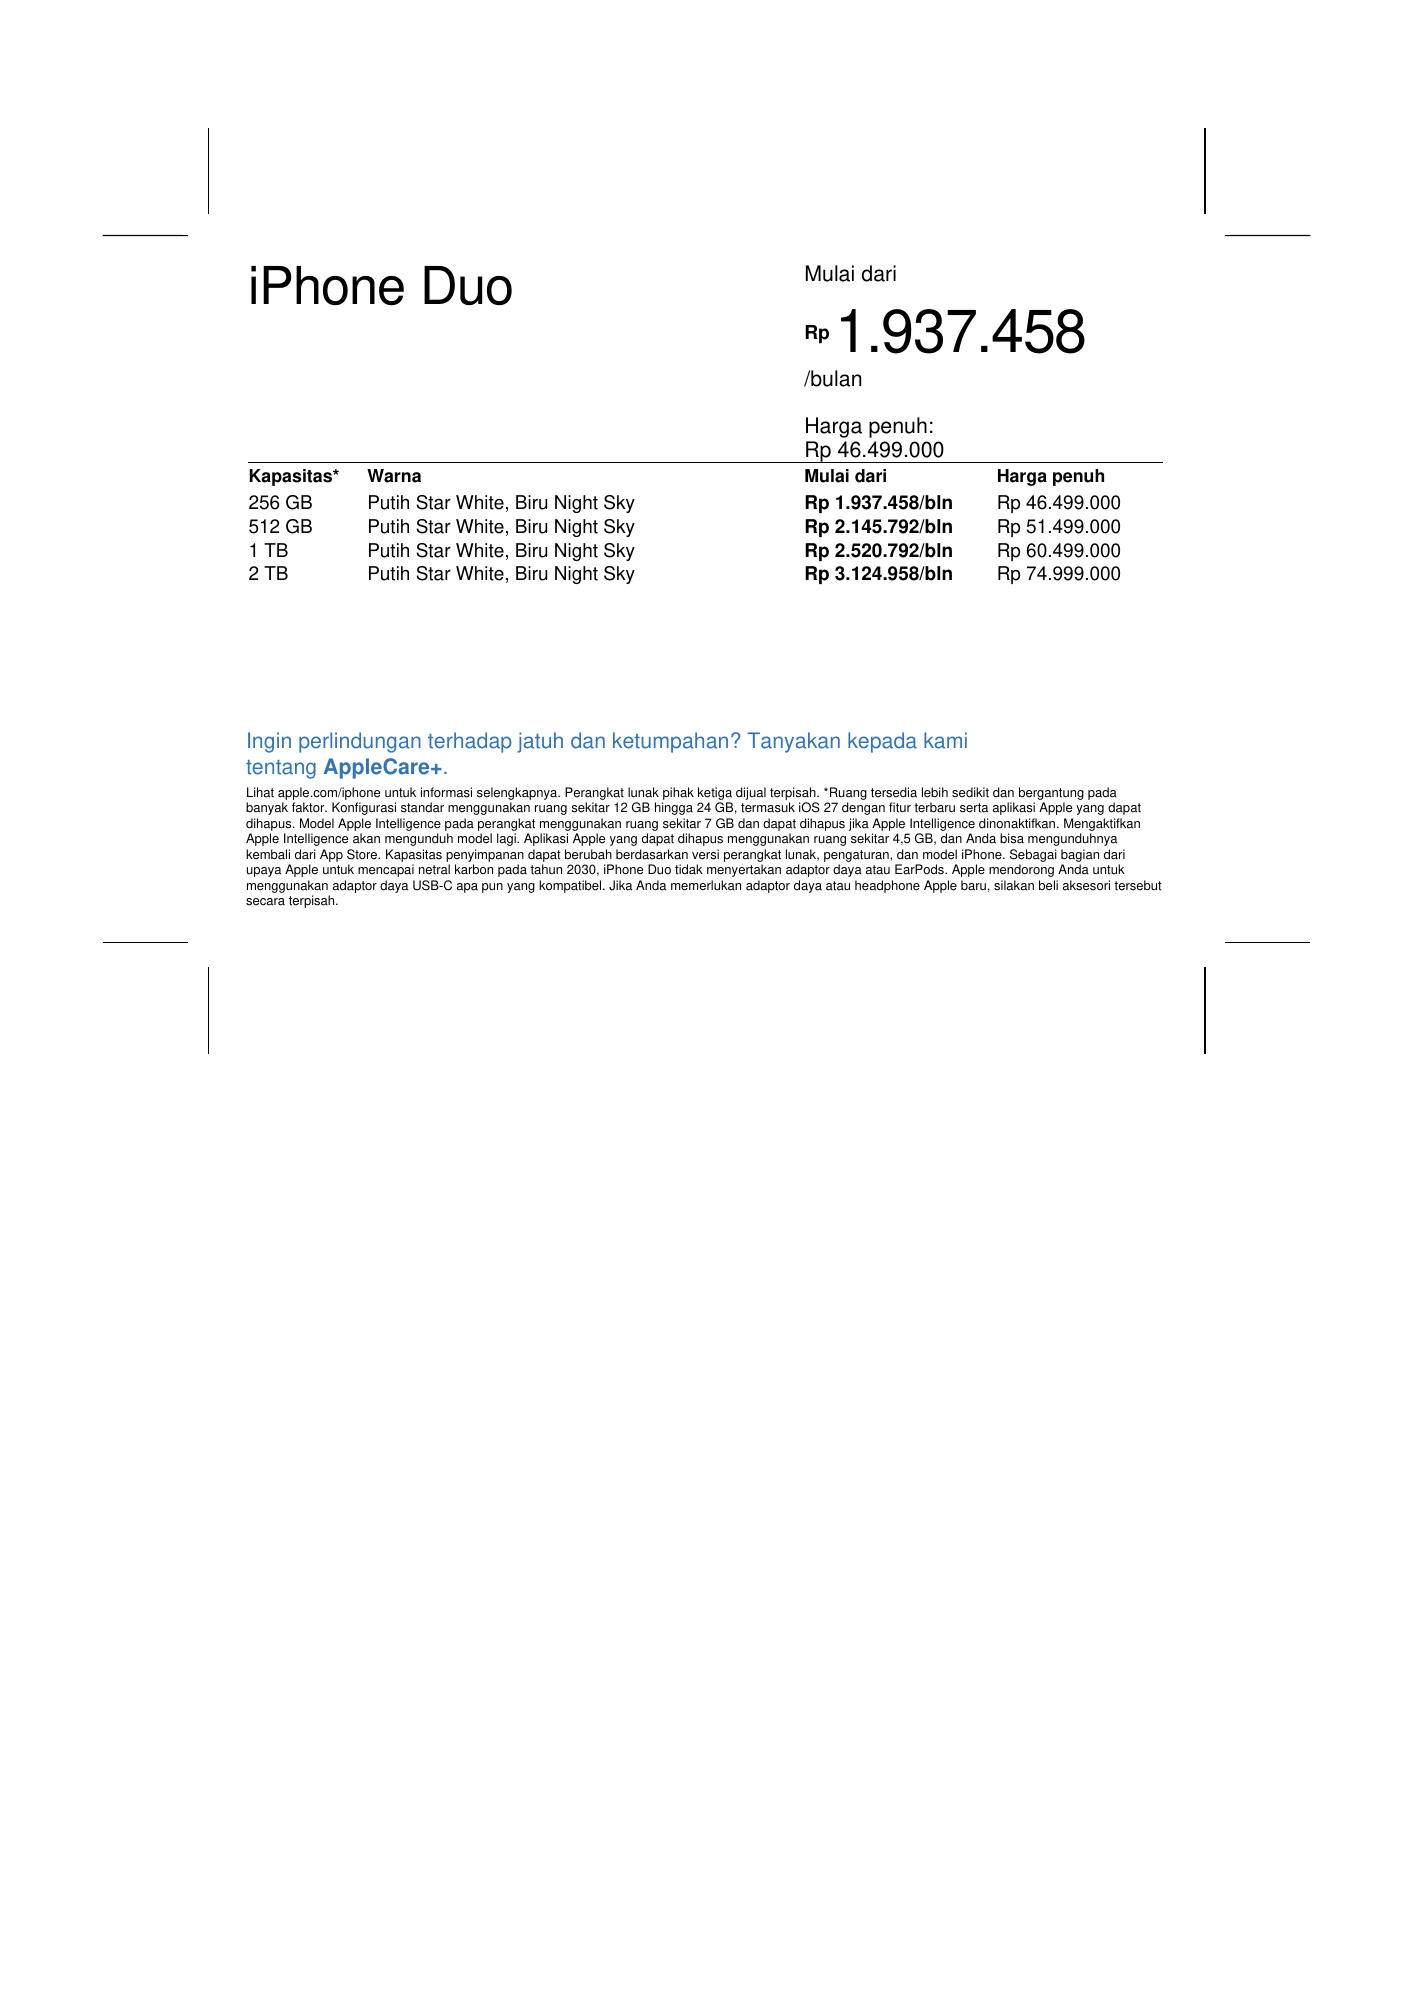 iPhone Duo
Mulai dari
Rp 1.937.458
/bulan
Harga penuh:
Rp 46.499.000
Kapasitas* Warna Mulai dari Harga penuh
256 GB Putih Star White, Biru Night Sky Rp 1.937.458/bln Rp 46.499.000
512 GB Putih Star White, Biru Night Sky Rp 2.145.792/bln Rp 51.499.000
1 TB Putih Star White, Biru Night Sky Rp 2.520.792/bln Rp 60.499.000
2 TB Putih Star White, Biru Night Sky Rp 3.124.958/bln Rp 74.999.000
Ingin perlindungan terhadap jatuh dan ketumpahan? Tanyakan kepada kami
tentang AppleCare+.
Lihat apple.com/iphone untuk informasi selengkapnya. Perangkat lunak pihak ketiga dijual terpisah. *Ruang tersedia lebih sedikit dan bergantung pada
banyak faktor. Konfigurasi standar menggunakan ruang sekitar 12 GB hingga 24 GB, termasuk iOS 27 dengan fitur terbaru serta aplikasi Apple yang dapat
dihapus. Model Apple Intelligence pada perangkat menggunakan ruang sekitar 7 GB dan dapat dihapus jika Apple Intelligence dinonaktifkan. Mengaktifkan
Apple Intelligence akan mengunduh model lagi. Aplikasi Apple yang dapat dihapus menggunakan ruang sekitar 4,5 GB, dan Anda bisa mengunduhnya
kembali dari App Store. Kapasitas penyimpanan dapat berubah berdasarkan versi perangkat lunak, pengaturan, dan model iPhone. Sebagai bagian dari
upaya Apple untuk mencapai netral karbon pada tahun 2030, iPhone Duo tidak menyertakan adaptor daya atau EarPods. Apple mendorong Anda untuk
menggunakan adaptor daya USB-C apa pun yang kompatibel. Jika Anda memerlukan adaptor daya atau headphone Apple baru, silakan beli aksesori tersebut
secara terpisah.